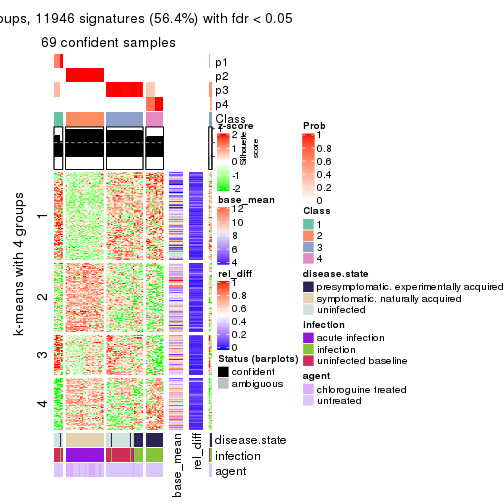 oups, 11946 signatures (56.4%) with fdr < 0.05
69 confident samples
p1
p2
p3
p4
Class
Silhouette score
k-means with 4 groups
1
2
3
4
z-score
2
1
0
-1
-2
base_mean
12
10
8
6
4
rel_diff
1
0.8
0.6
0.4
0.2
0
Status (barplots)
confident
ambiguous
disease.state
infection
agent
base_mean
rel_diff
Prob
1
0.8
0.6
0.4
0.2
0
Class
1
2
3
4
disease.state
presymptomatic, experimentally acquired
symptomatic, naturally acquired
uninfected
infection
acute infection
infection
uninfected baseline
agent
chloroguine treated
untreated